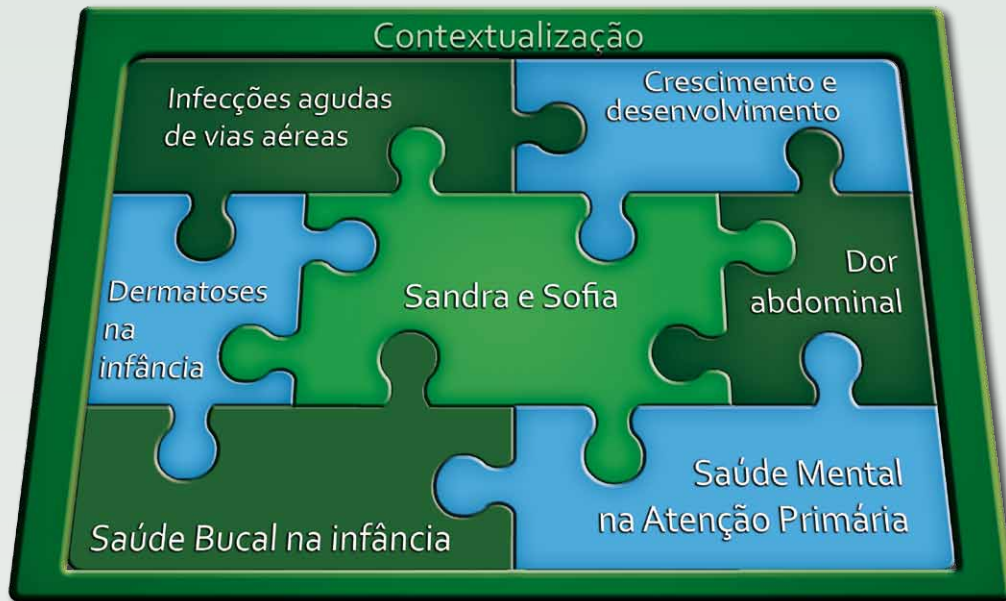 Contextualização
Infecções agudas
de vias aéreas
Crescimento e
desenvolvimento
Dermatoses
na
infância
Sandra e Sofia
Dor
abdominal
Saúde Bucal na infância
Saúde Mental
na Atenção Primária